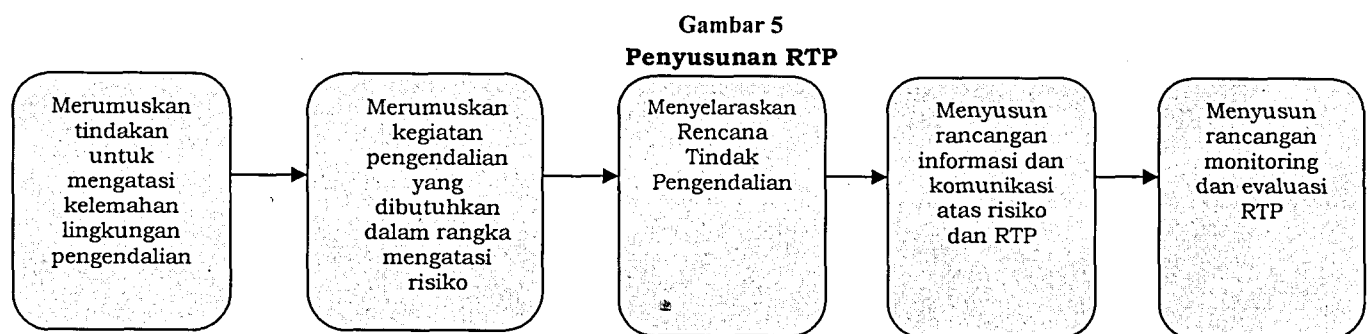 Gambar 5
Penyusunan RTP
Merumuskan
tindakan
untuk
mengatasi
kelemahan
lingkungan
pengendalian
Merumuskan
kegiatan
pengendalian
yang
dibutuhkan
dalam rangka
mengatasi
risiko
Menyelaraskan
Rencana
Tindak
Pengendalian
Menyusun
rancangan
informasi dan
komunikasi
atas risiko
dan RTP
Menyusun
rancangan
monitoring
dan evaluasi
RTP